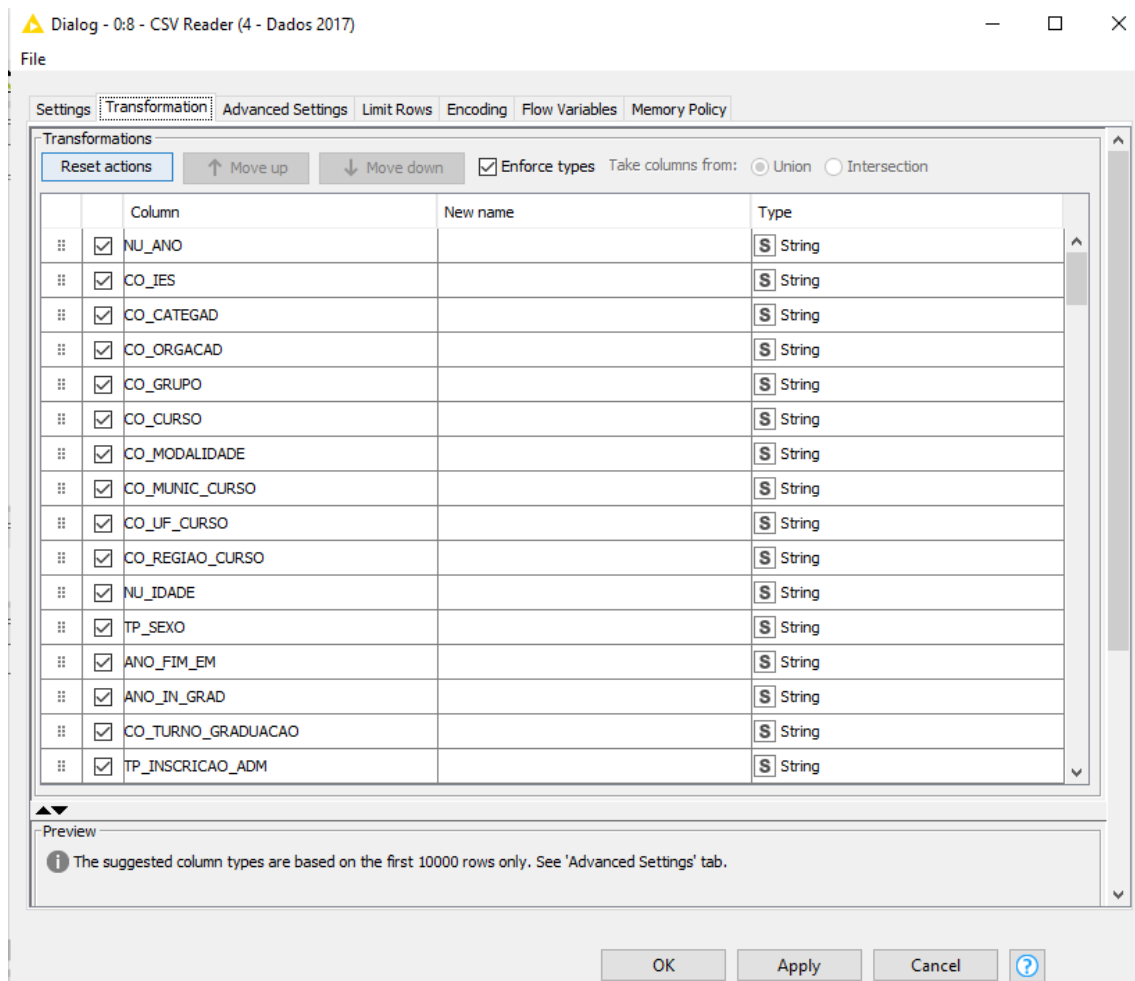 Dialog - 0:8 - CSV Reader (4 - Dados 2017)
File
Settings Transformation Advanced Settings Limit Rows Encoding Flow Variables Memory Policy
Transformations
Reset actions Move up Move down Enforce types Take columns from: Union Intersection
Column New name Type
NU_ANO S String
CO_IES S String
CO_CATEGAD S String
CO_ORGACAD S String
CO_GRUPO S String
CO_CURSO S String
CO_MODALIDADE S String
CO_MUNIC_CURSO S String
CO_UF_CURSO S String
CO_REGIAO_CURSO S String
NU_IDADE S String
TP_SEXO S String
ANO_FIM_EM S String
ANO_IN_GRAD S String
CO_TURNO_GRADUACAO S String
TP_INSCRICAO_ADM S String
Preview
The suggested column types are based on the first 10000 rows only. See 'Advanced Settings' tab.
OK Apply Cancel ?